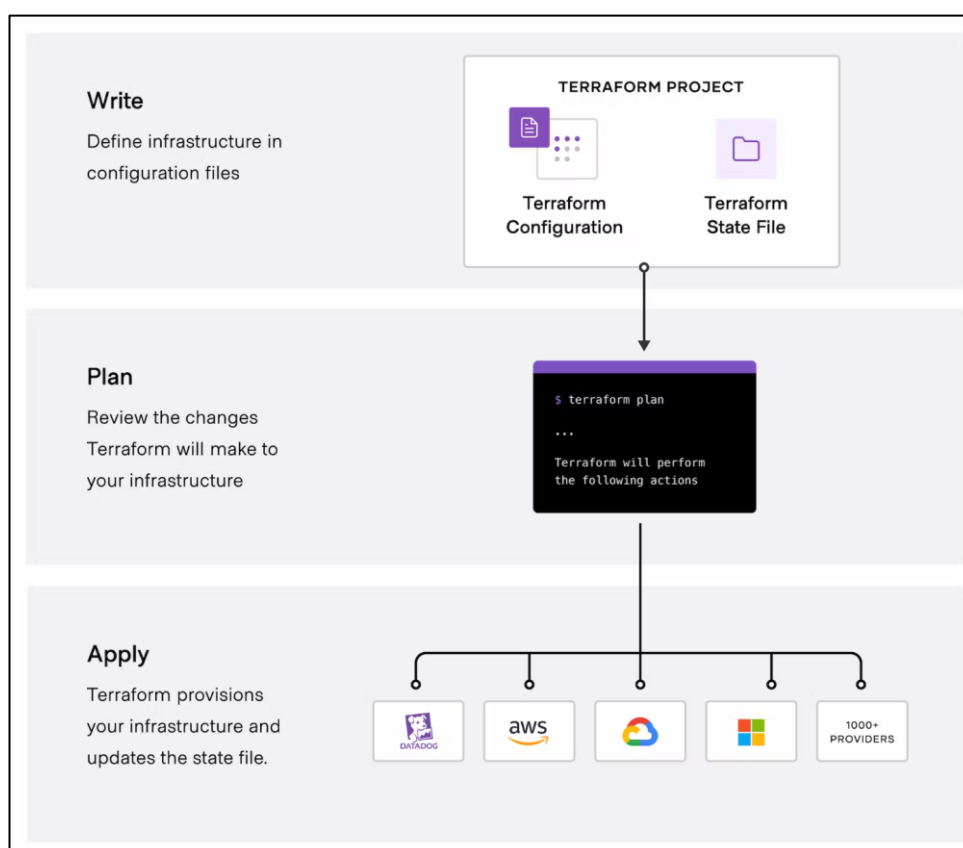 TERRAFORM PROJECT
Write
Define infrastructure in
configuration files
Terraform
Configuration
Terraform
State File
Plan
Review the changes
Terraform will make to
your infrastructure
$ terraform plan
...
Terraform will perform
the following actions
Apply
Terraform provisions
your infrastructure and
updates the state file.
DATADOG
aws
1000+
PROVIDERS